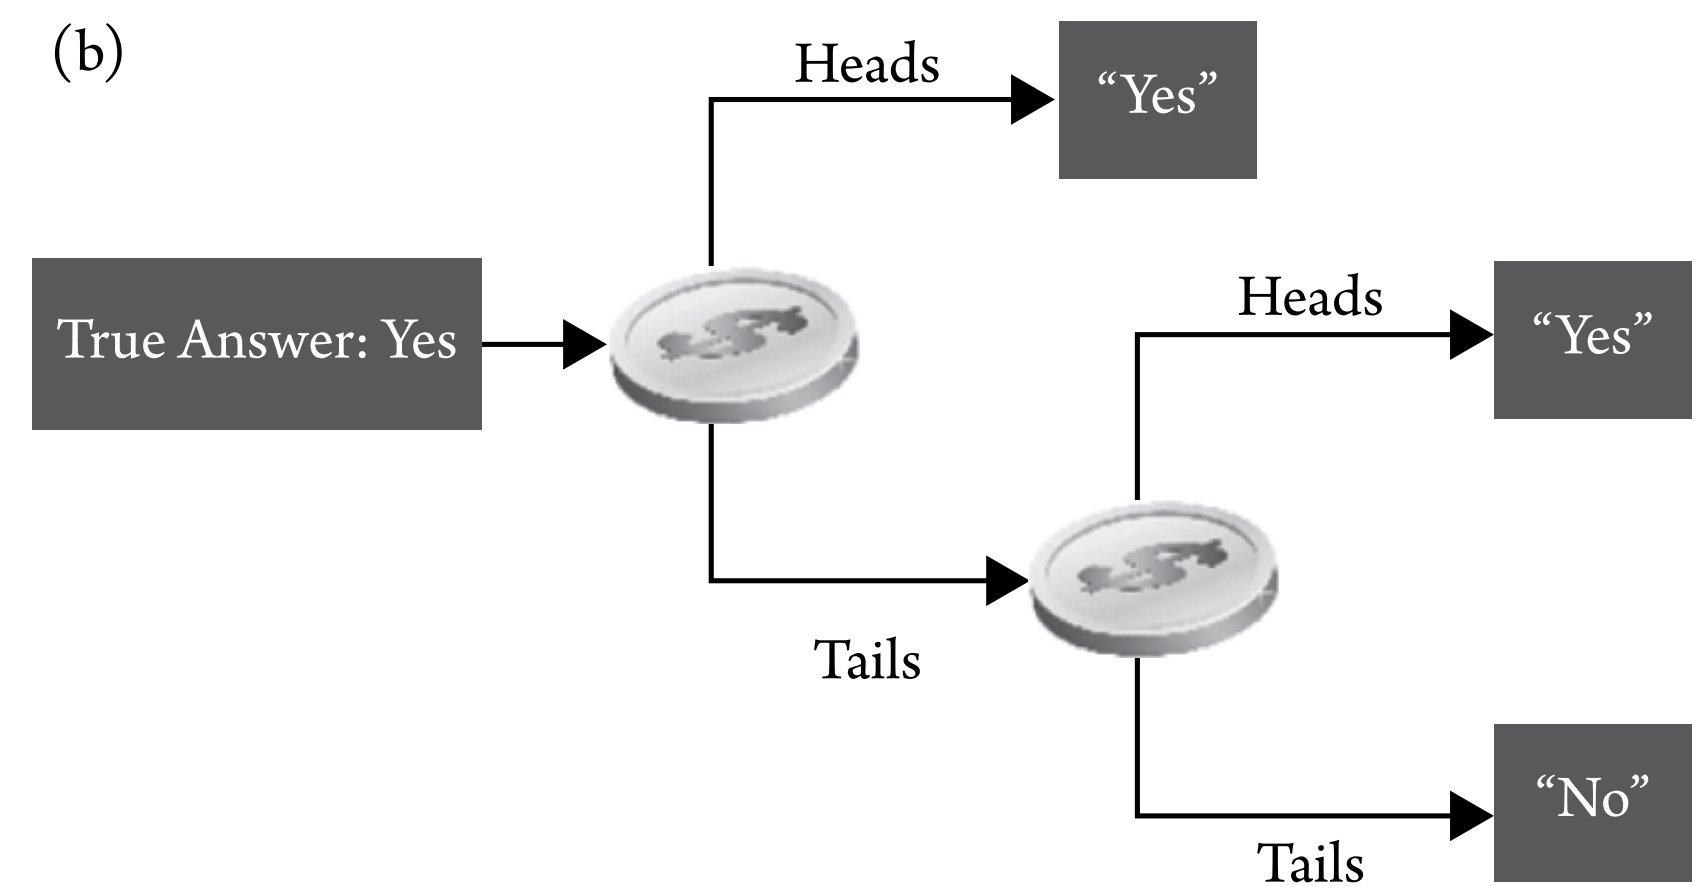 (b)
Heads
“Yes”
True Answer: Yes
Heads
“Yes”
Tails
“No”
Tails